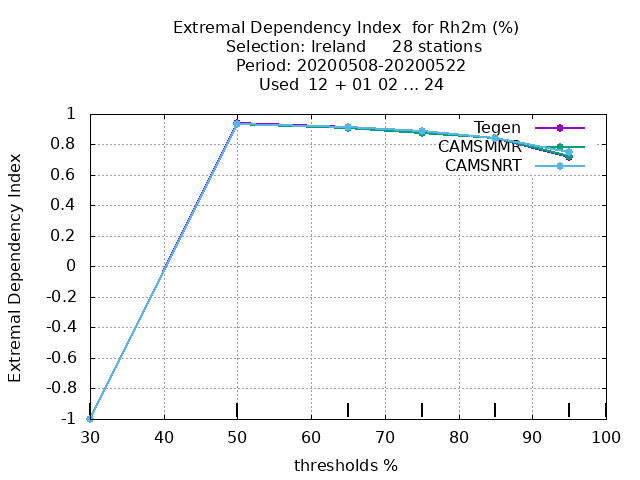 Extremal Dependency Index  for Rh2m (%)
Selection: Ireland     28 stations
Period: 20200508-20200522
Used  12 + 01 02 ... 24
Extremal Dependency Index
1
0.8
0.6
0.4
0.2
0
-0.2
-0.4
-0.6
-0.8
-1
Tegen
CAMSMMR
CAMSNRT
30 40 50 60 70 80 90 100
thresholds %